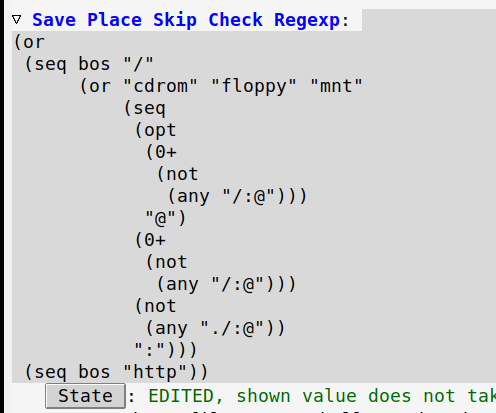 ▽ Save Place Skip Check Regexp:
(or
 (seq bos "/"
      (or "cdrom" "floppy" "mnt"
          (seq
           (opt
            (0+
             (not
              (any "/:@")))
            "@")
           (0+
            (not
             (any "/:@")))
           (not
            (any "./:@"))
           ":")))
 (seq bos "http"))
   State : EDITED, shown value does not tak